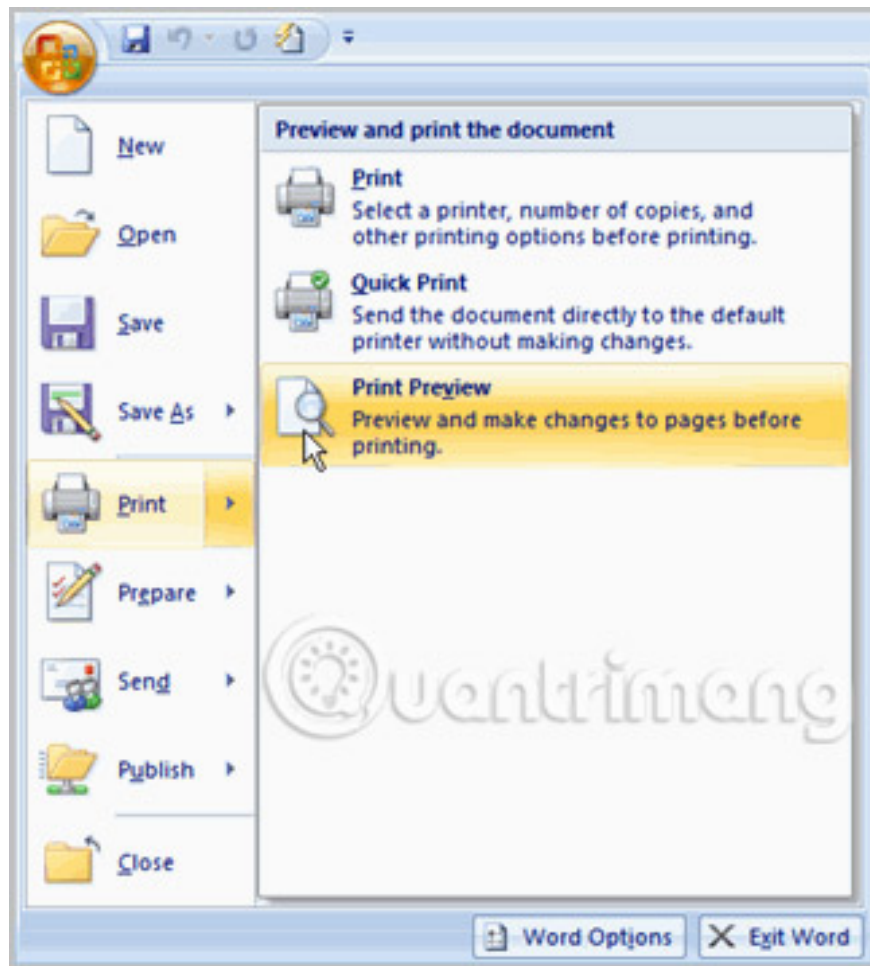 New
Open
Save
Save As
Print
Prepare
Send
Publish
Close
Preview and print the document
Print
Select a printer, number of copies, and
other printing options before printing.
Quick Print
Send the document directly to the default
printer without making changes.
Print Preview
Preview and make changes to pages before
printing.
Quantrimang
Word Options
Exit Word